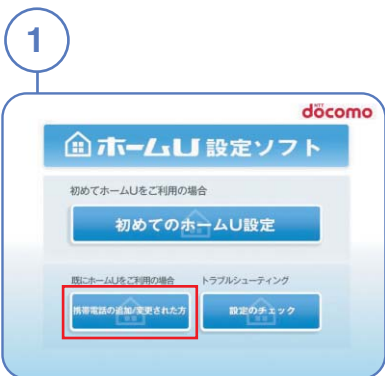 1
NTT
döcomo
ホームU 設定ソフト
初めてホームUをご利用の場合
初めてのホームU設定
既にホームUをご利用の場合 トラブルシューティング
携帯電話の追加/変更された方 設定のチェック